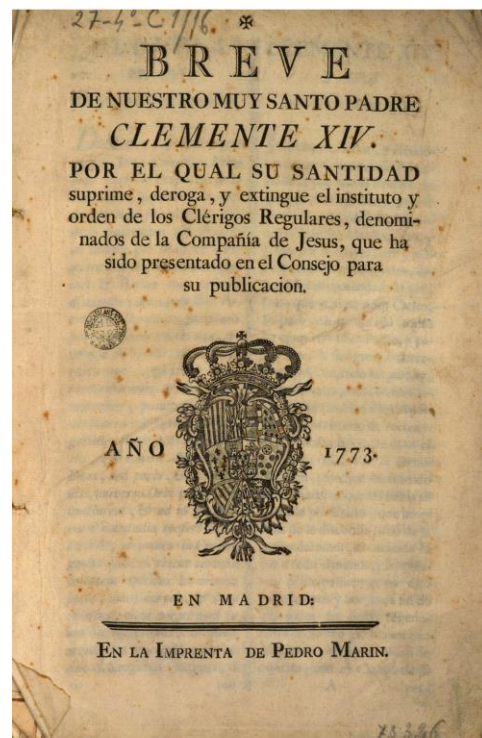 27-4º-C 1/16.
✠
BREVE
DE NUESTRO MUY SANTO PADRE
CLEMENTE XIV.
POR EL QUAL SU SANTIDAD
suprime, deroga, y extingue el instituto y
orden de los Clérigos Regulares, denomi-
nados de la Compañía de Jesus, que ha
sido presentado en el Consejo para
su publicacion.
AÑO 1773.
EN MADRID:
EN LA IMPRENTA DE PEDRO MARIN.